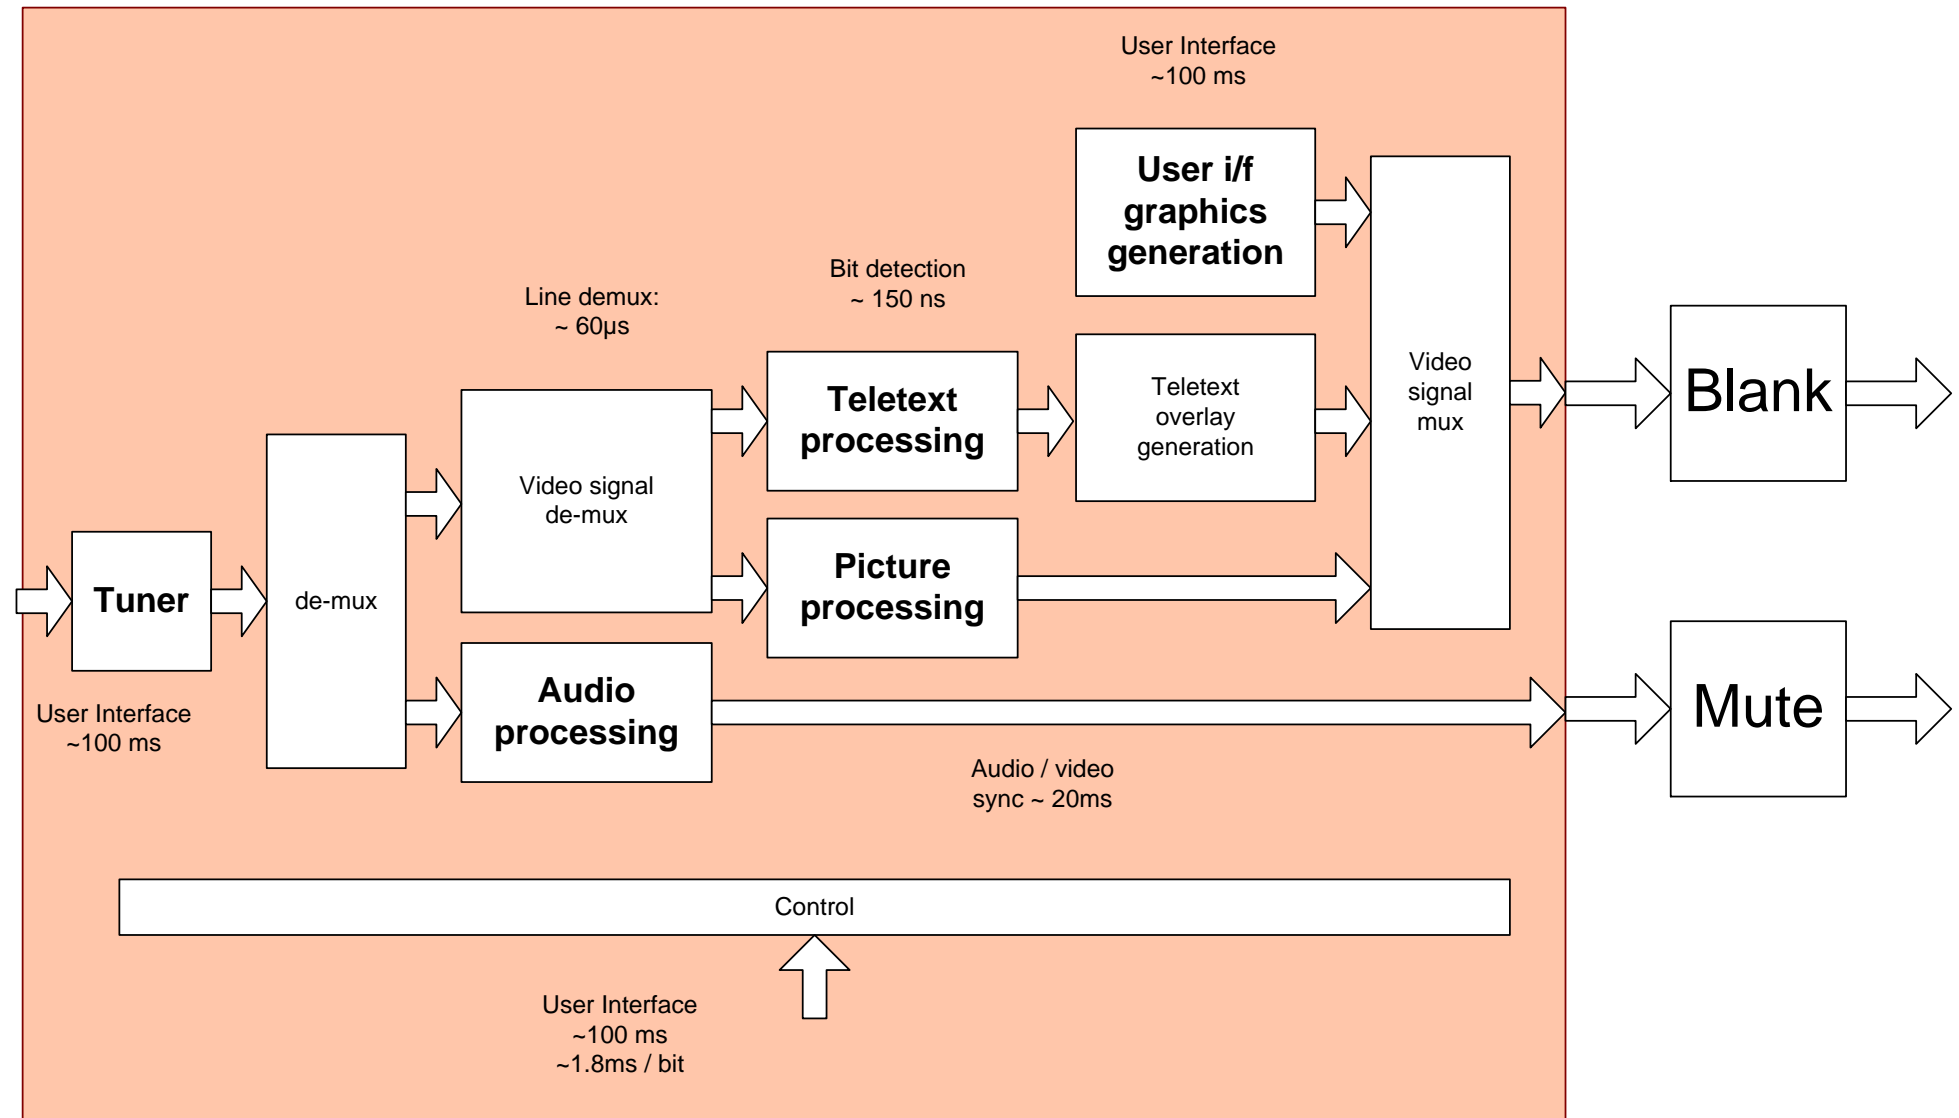 User Interface
~100 ms
User i/f
graphics
generation
Bit detection
~ 150 ns
Line demux:
~ 60µs
Teletext
processing
Teletext
overlay
generation
Video
signal
mux
Blank
Video signal
de-mux
Picture
processing
Tuner
de-mux
Audio
processing
Mute
User Interface
~100 ms
Audio / video
sync ~ 20ms
Control
User Interface
~100 ms
~1.8ms / bit